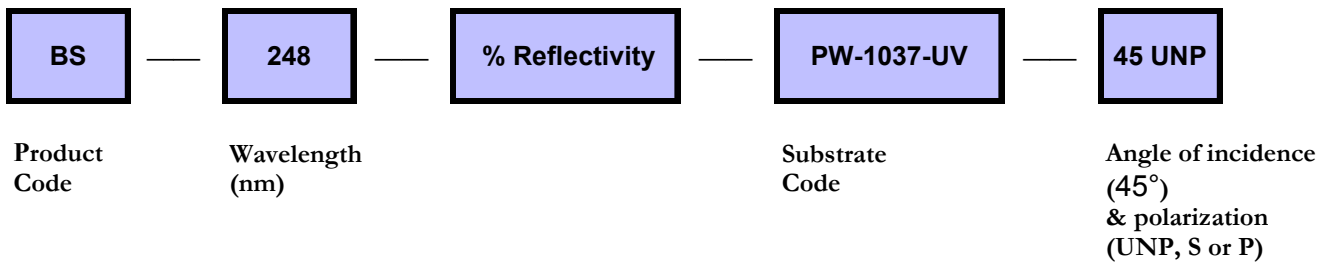 BS — 248 — % Reflectivity — PW-1037-UV — 45 UNP
Product
Code
Wavelength
(nm)
Substrate
Code
Angle of incidence
(45°)
& polarization
(UNP, S or P)